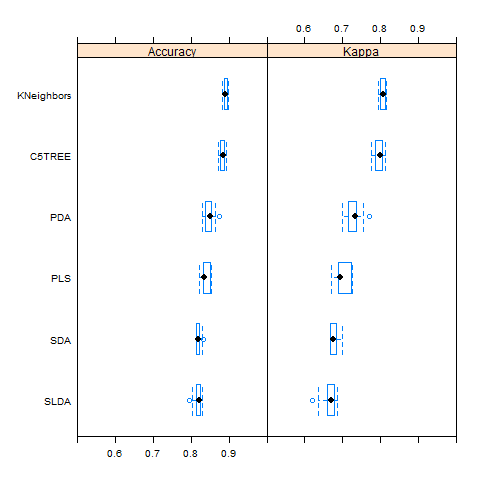 0.6 0.7 0.8 0.9
Accuracy Kappa
KNeighbors
C5TREE
PDA
PLS
SDA
SLDA
0.6 0.7 0.8 0.9